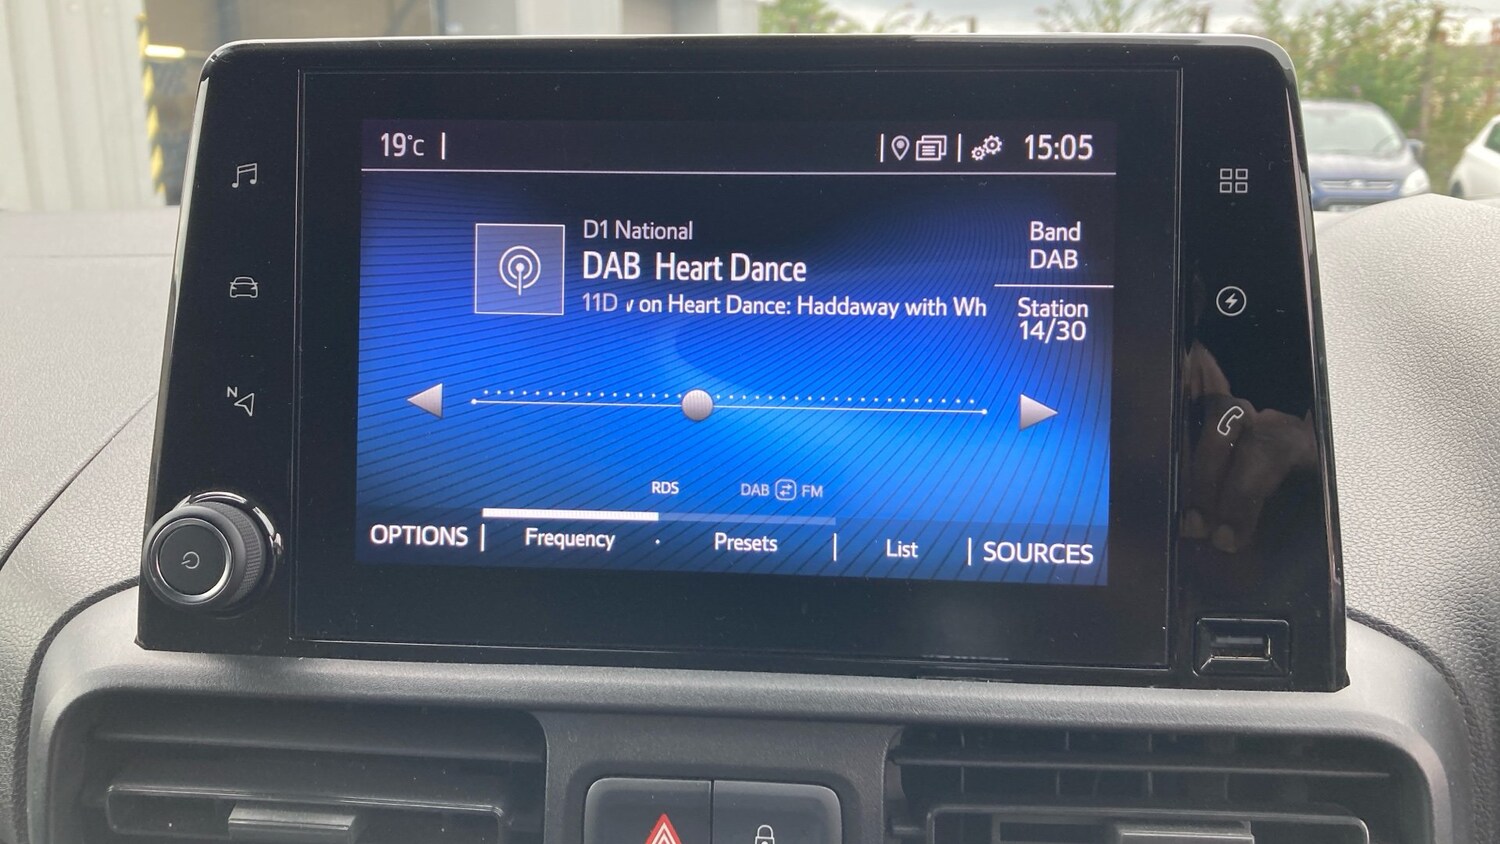 19°C
15:05
D1 National
DAB Heart Dance
11D on Heart Dance: Haddaway with Wh
Band
DAB
Station
14/30
N
RDS
DAB FM
OPTIONS
Frequency
Presets
List
SOURCES